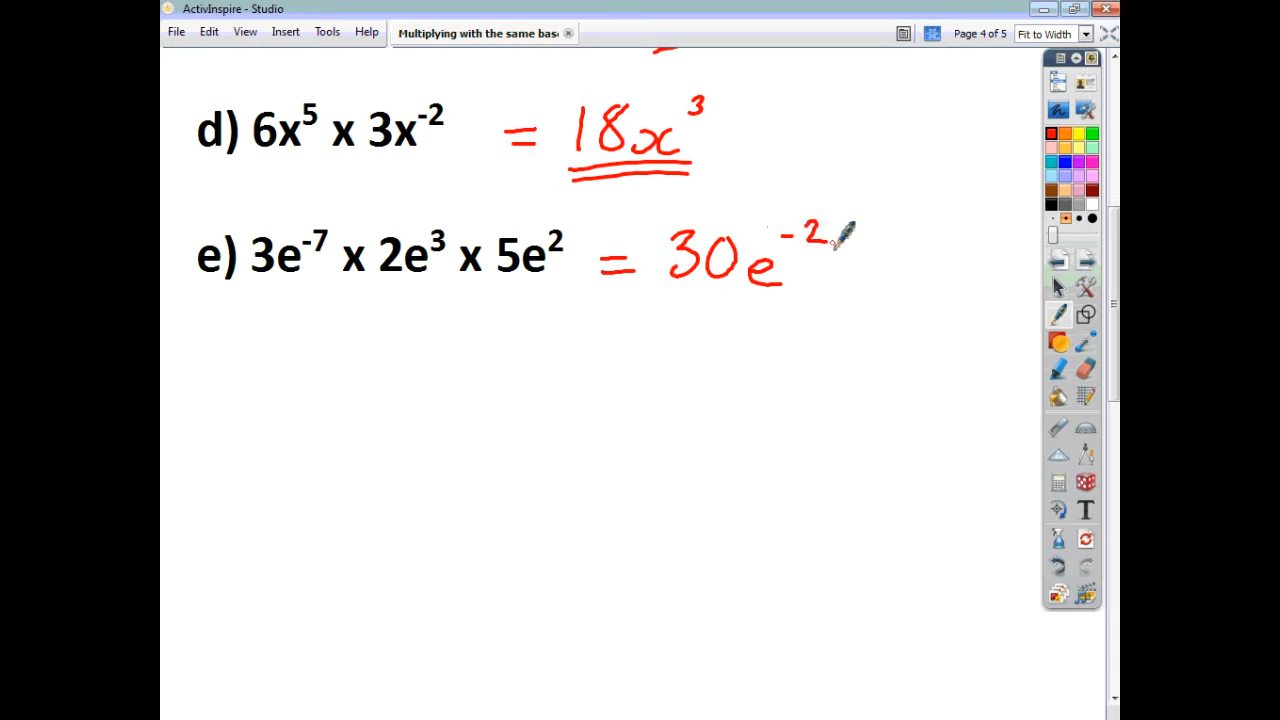 ActivInspire - Studio
File Edit View Insert Tools Help Multiplying with the same bas Page 4 of 5 Fit to Width
d) 6x⁵ x 3x⁻² = 18x³
e) 3e⁻⁷ x 2e³ x 5e² = 30e⁻²